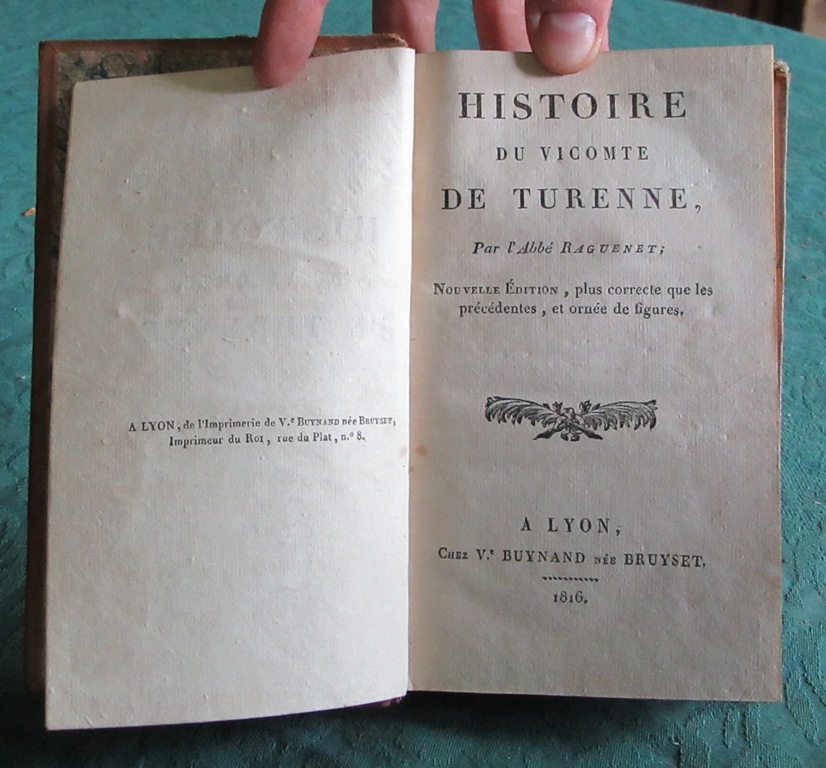 A LYON, de l'Imprimerie de V.e BUYNAND née BRUYSET,
Imprimeur du Roi, rue du Plat, n.o 8.
HISTOIRE
DU VICOMTE
DE TURENNE,
Par l'Abbé RAGUENET;
NOUVELLE ÉDITION, plus correcte que les
précédentes, et ornée de figures.
A LYON,
CHEZ V.e BUYNAND NÉE BRUYSET.
1816.